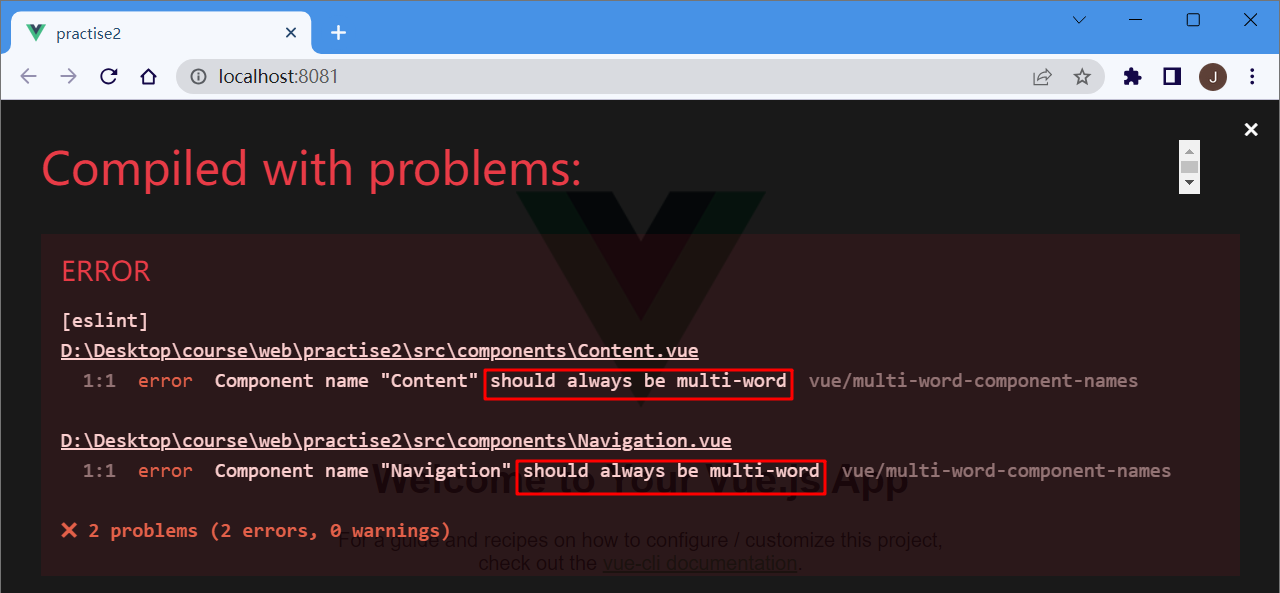 practise2
localhost:8081
J
Compiled with problems:
ERROR
[eslint]
D:\Desktop\course\web\practise2\src\components\Content.vue
1:1 error Component name "Content" should always be multi-word vue/multi-word-component-names
D:\Desktop\course\web\practise2\src\components\Navigation.vue
1:1 error Component name "Navigation" should always be multi-word vue/multi-word-component-names
Welcome to Your Vue.js App
✖ 2 problems (2 errors, 0 warnings)
For a guide and recipes on how to configure / customize this project,
check out the vue-cli documentation.